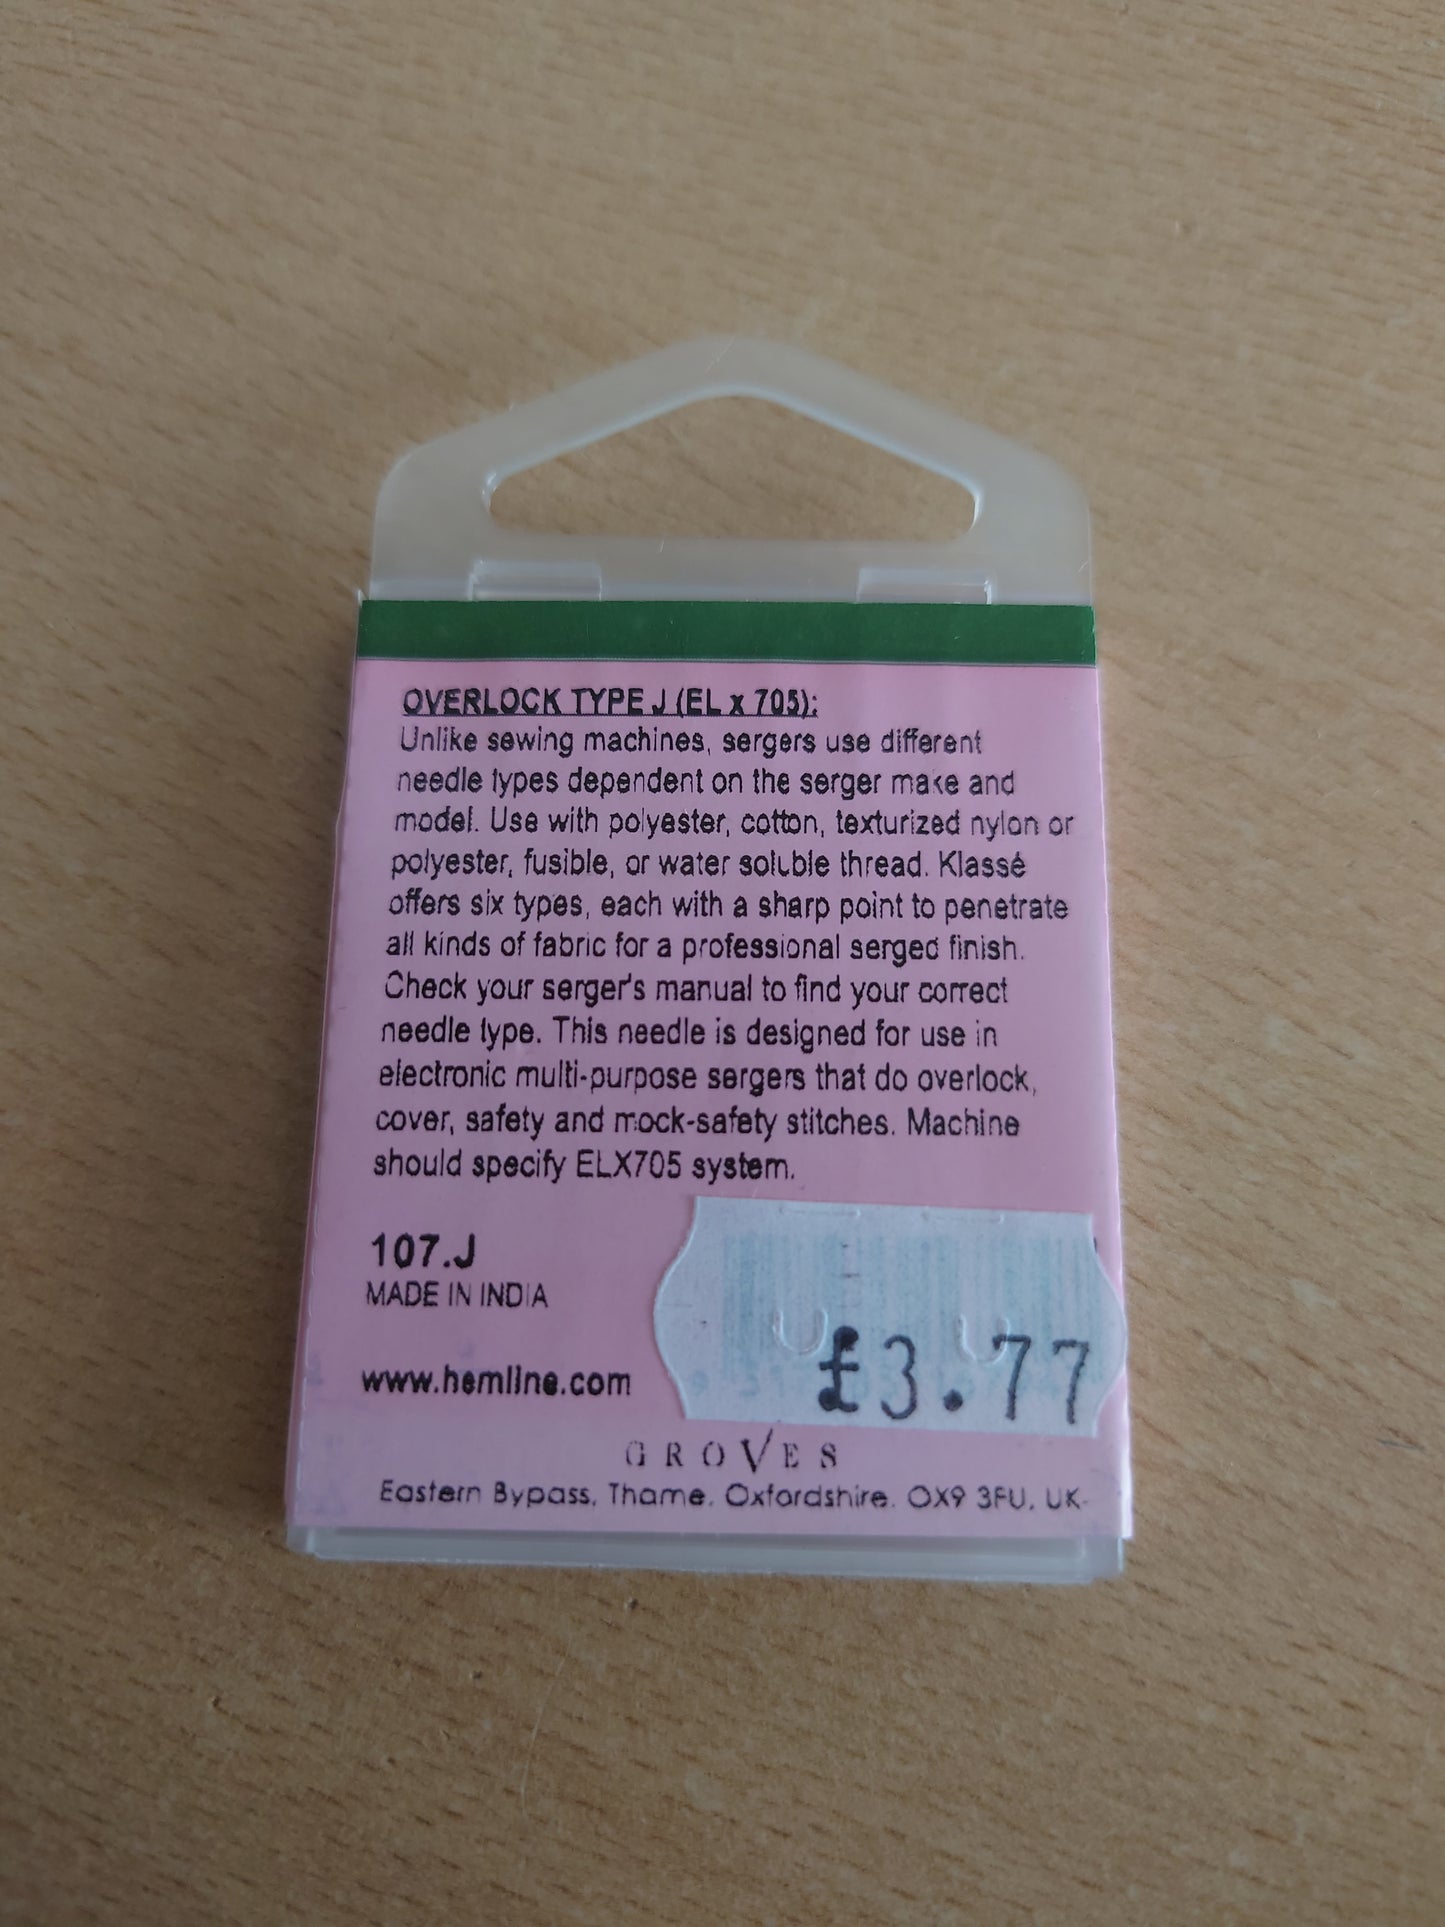 OVERLOCK TYPE J (EL x 705):
Unlike sewing machines, sergers use different
needle types dependent on the serger make and
model. Use with polyester, cotton, texturized nylon or
polyester, fusible, or water soluble thread. Klassé
offers six types, each with a sharp point to penetrate
all kinds of fabric for a professional serged finish.
Check your serger's manual to find your correct
needle type. This needle is designed for use in
electronic multi-purpose sergers that do overlock,
cover, safety and mock-safety stitches. Machine
should specify ELX705 system.
107.J
MADE IN INDIA
£3.77
www.hemline.com
GROVES
Eastern Bypass, Thame, Oxfordshire, OX9 3FU, UK